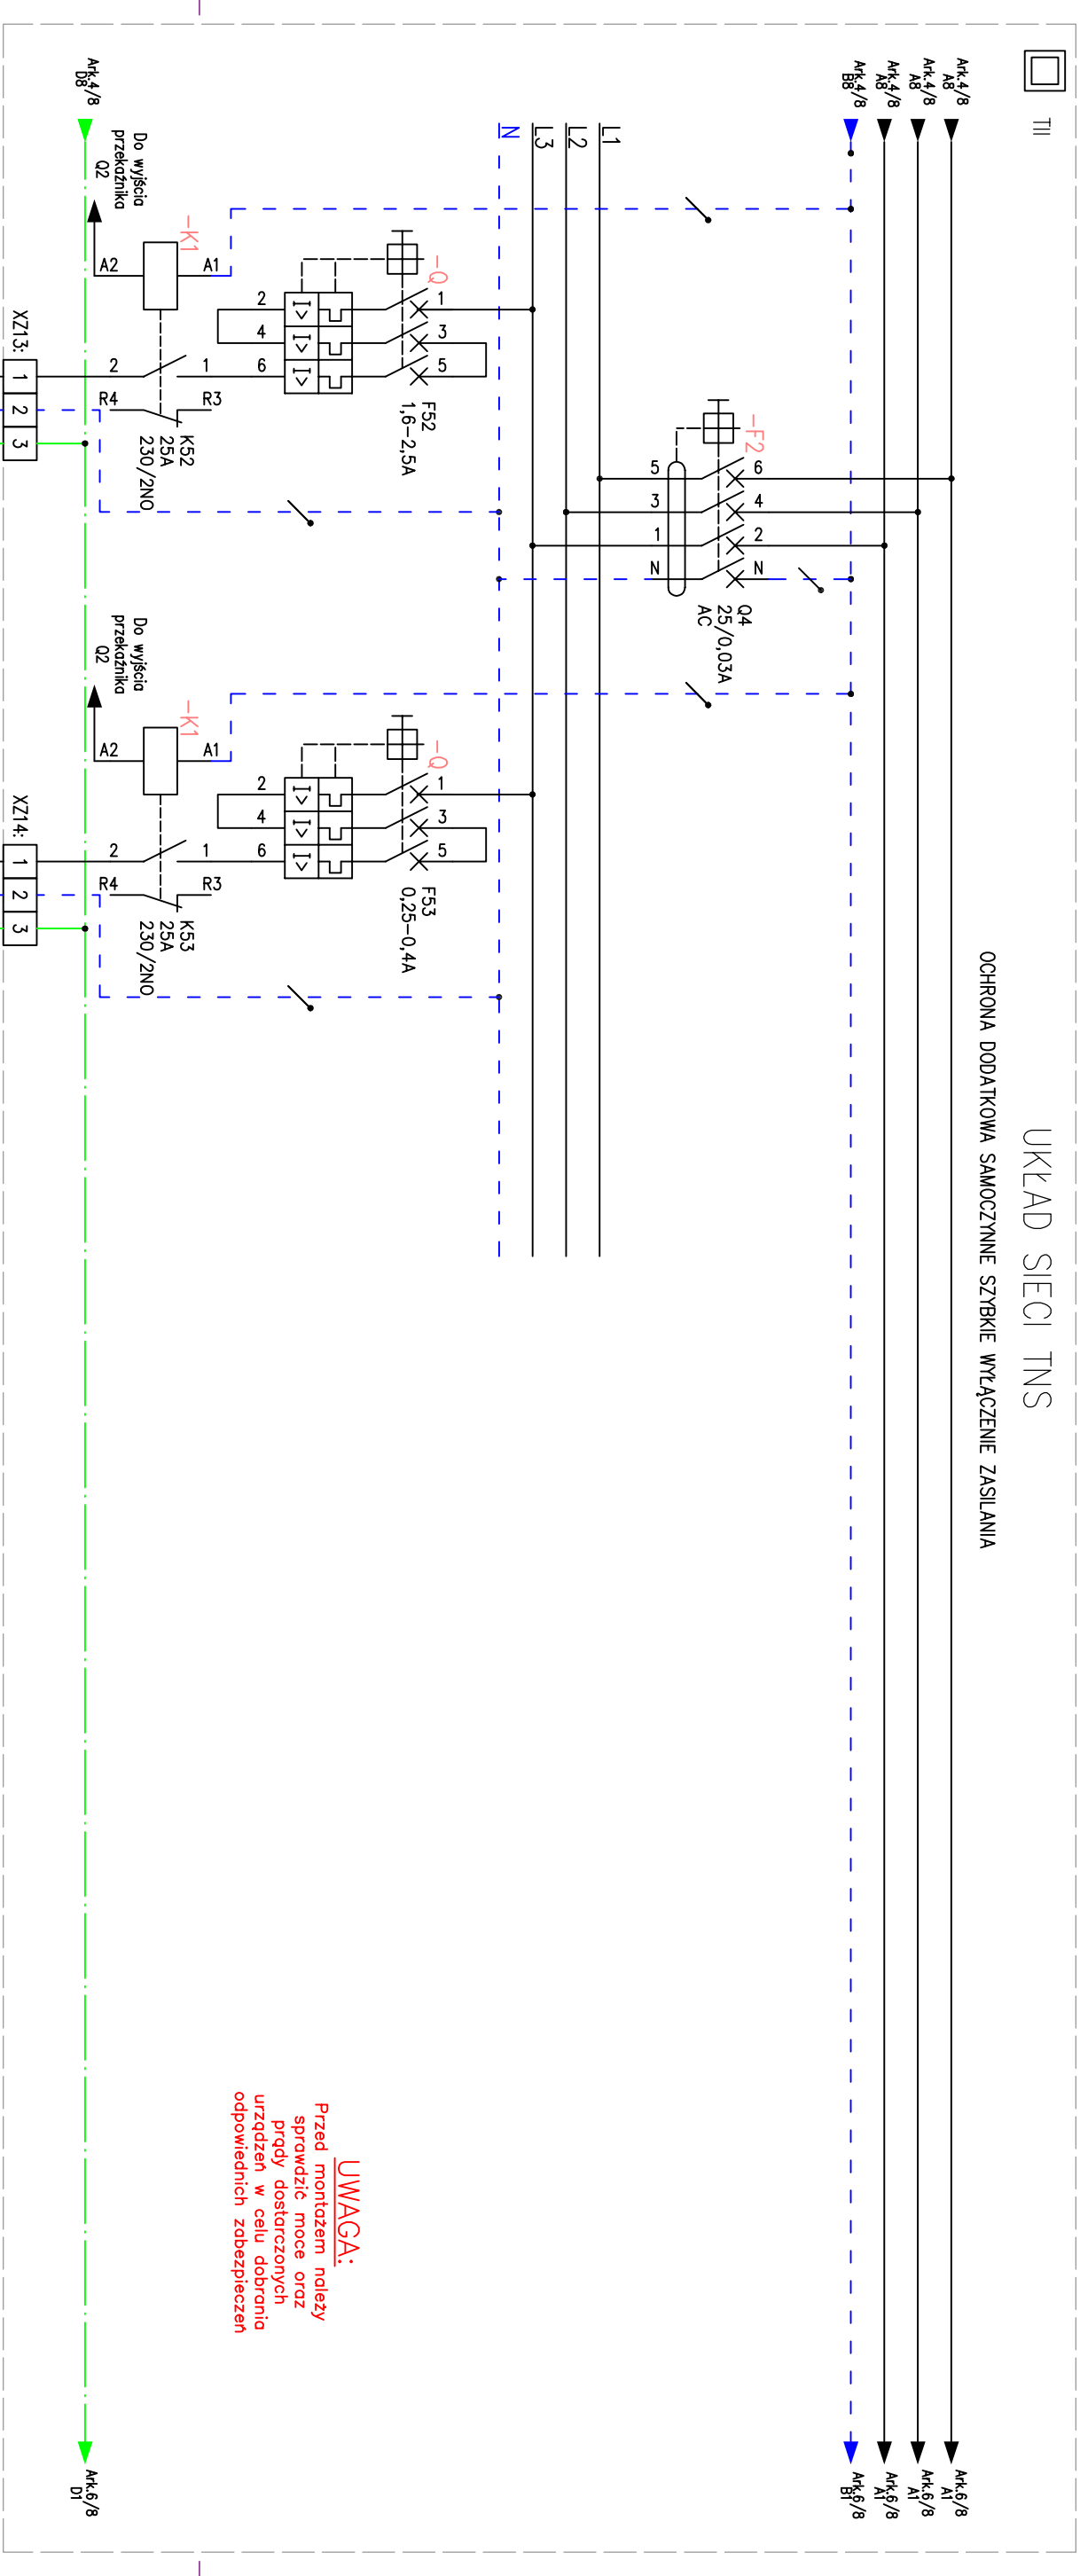 TII
UKŁAD SIECI TNS
OCHRONA DODATKOWA SAMOCZYNNE SZYBKIE WYŁĄCZENIE ZASILANIA
Ark.4/8
A8
Ark.4/8
A8
Ark.4/8
A8
Ark.4/8
B8
Ark.6/8
A1
Ark.6/8
A1
Ark.6/8
A1
Ark.6/8
B1
-F2
6
4
2
N
5
3
1
N
Q4
25/0,03A
AC
L1
L2
L3
N
-Q
1
3
5
2
4
6
I>
I>
I>
F52
1,6-2,5A
-Q
1
3
5
2
4
6
I>
I>
I>
F53
0,25-0,4A
UWAGA:
Przed montażem należy
sprawdzić moce oraz
prądy dostarczonych
urządzeń w celu dobrania
odpowiednich zabezpieczeń
-K1
A1
A2
1
2
R3
R4
K52
25A
230/2NO
Do wyjścia
przekaźnika
Q2
-K1
A1
A2
1
2
R3
R4
K53
25A
230/2NO
Do wyjścia
przekaźnika
Q2
Ark.4/8
D8
Ark.6/8
D1
XZ13:
1
2
3
XZ14:
1
2
3